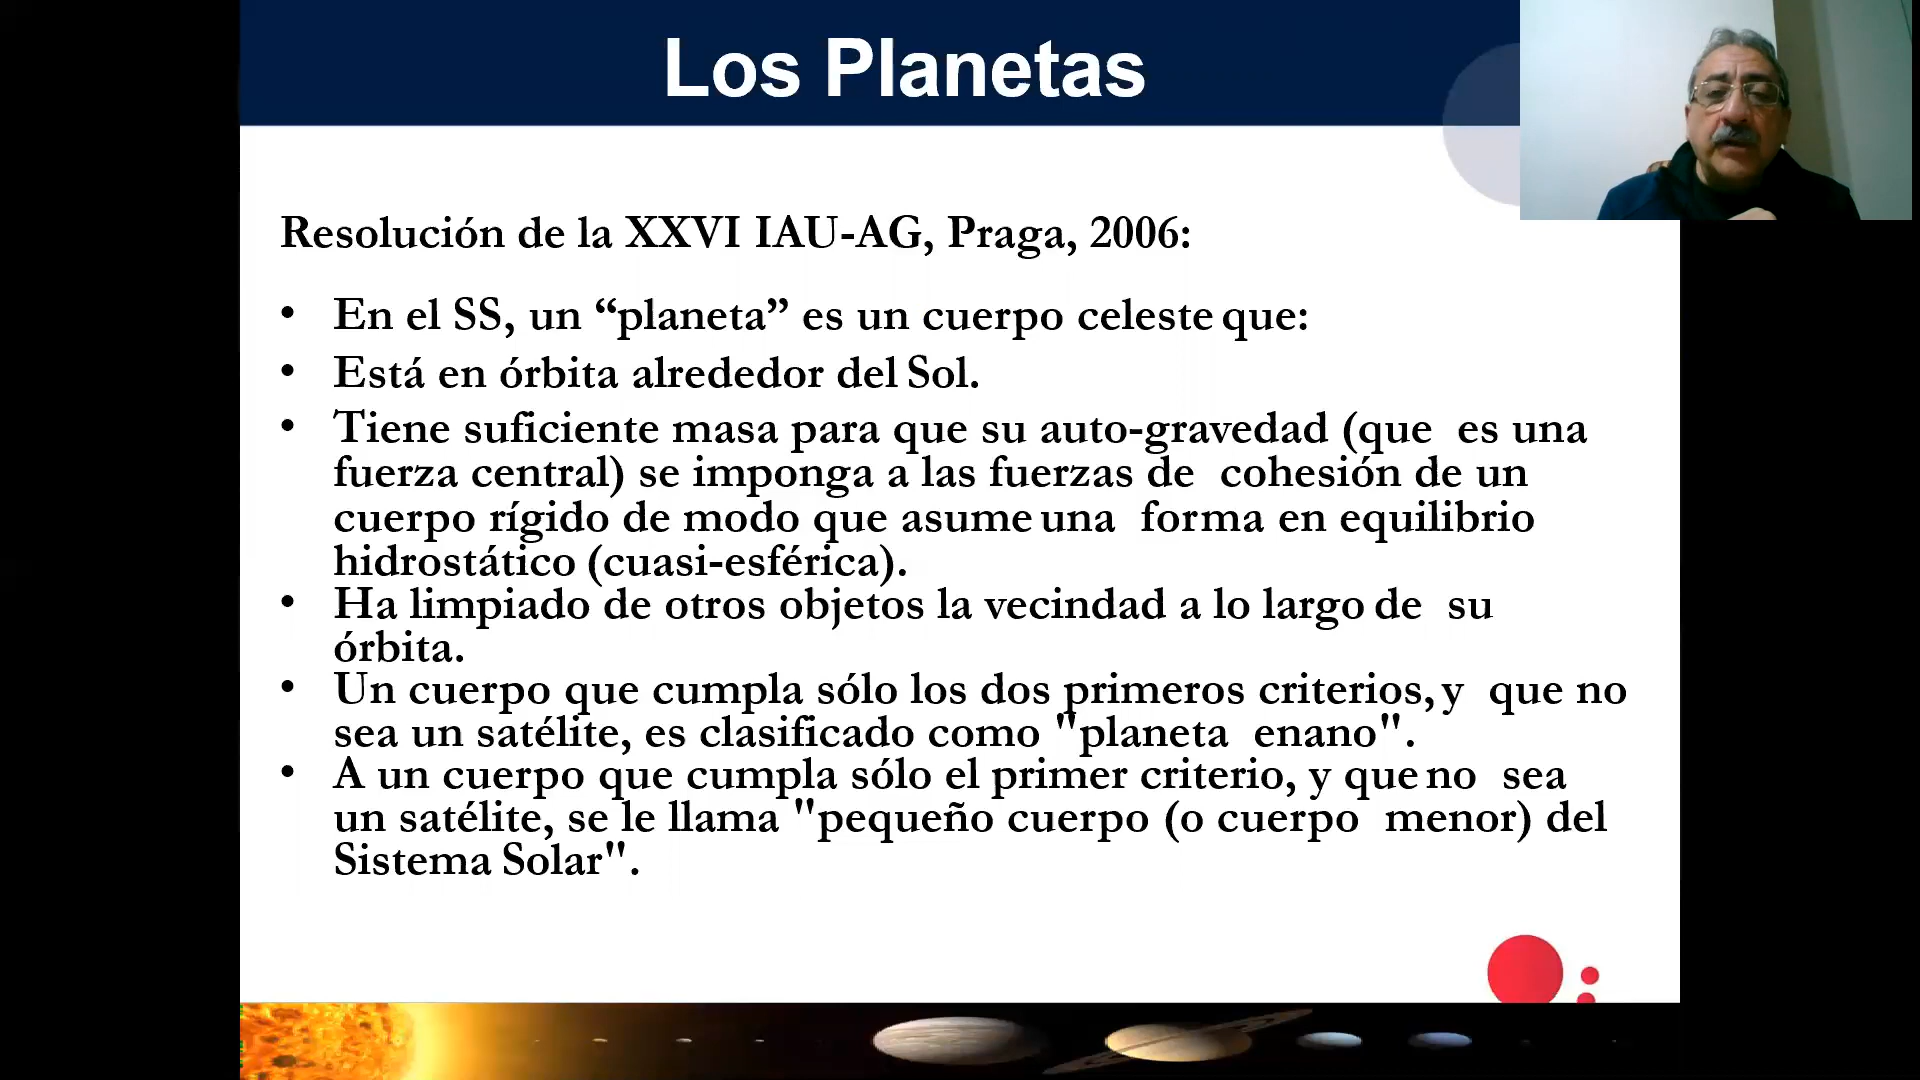 Los Planetas
Resolución de la XXVI IAU-AG, Praga, 2006:
• En el SS, un “planeta” es un cuerpo celeste que:
• Está en órbita alrededor del Sol.
• Tiene suficiente masa para que su auto-gravedad (que es una
fuerza central) se imponga a las fuerzas de cohesión de un
cuerpo rígido de modo que asume una forma en equilibrio
hidrostático (cuasi-esférica).
• Ha limpiado de otros objetos la vecindad a lo largo de su
órbita.
• Un cuerpo que cumpla sólo los dos primeros criterios, y que no
sea un satélite, es clasificado como "planeta enano".
• A un cuerpo que cumpla sólo el primer criterio, y que no sea
un satélite, se le llama "pequeño cuerpo (o cuerpo menor) del
Sistema Solar".